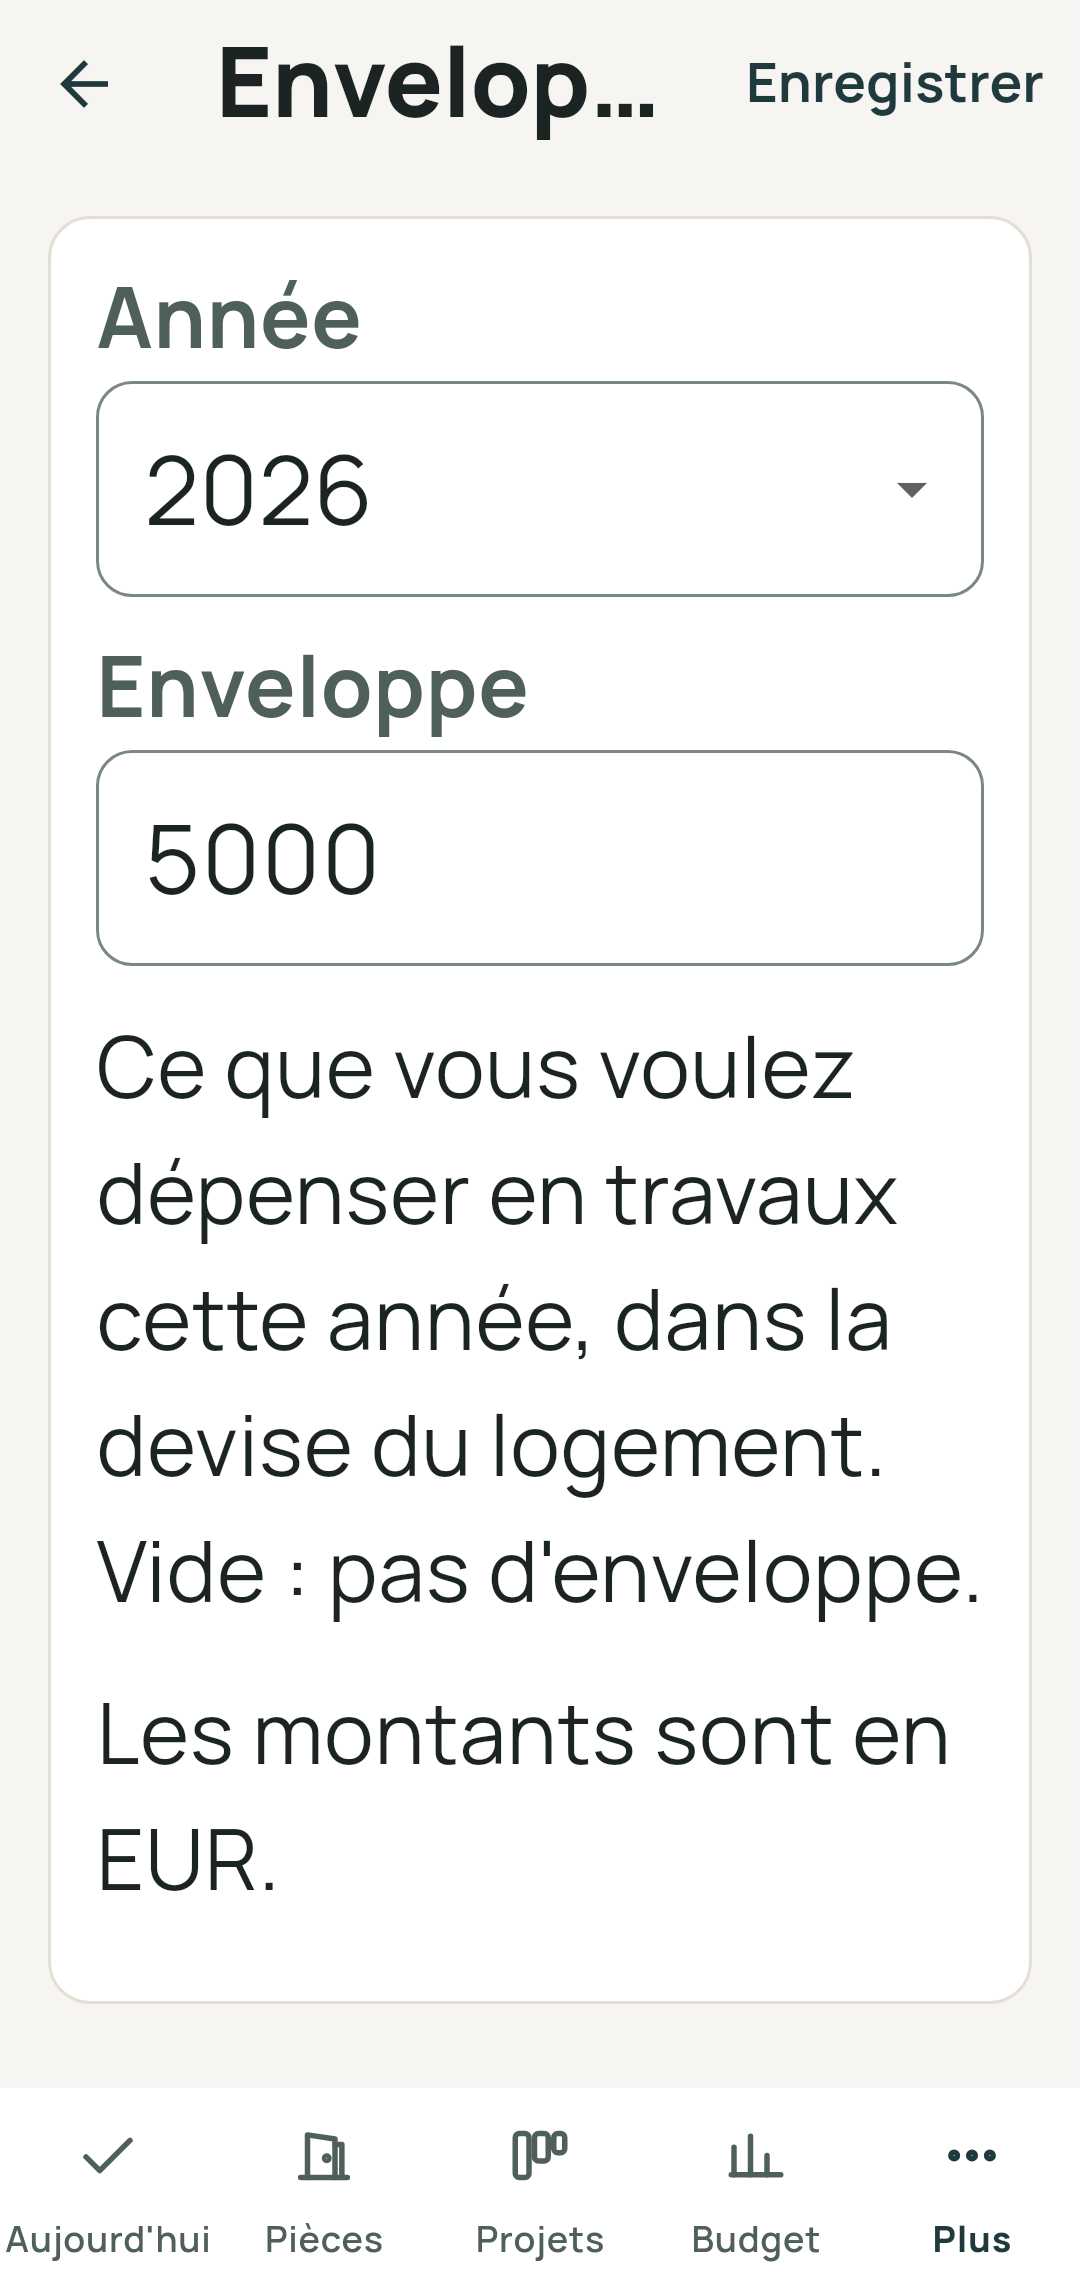 Envelop...
Enregistrer
Année
2026
Enveloppe
5000
Ce que vous voulez
dépenser en travaux
cette année, dans la
devise du logement.
Vide : pas d'enveloppe.
Les montants sont en
EUR.
Aujourd'hui
Pièces
Projets
Budget
Plus